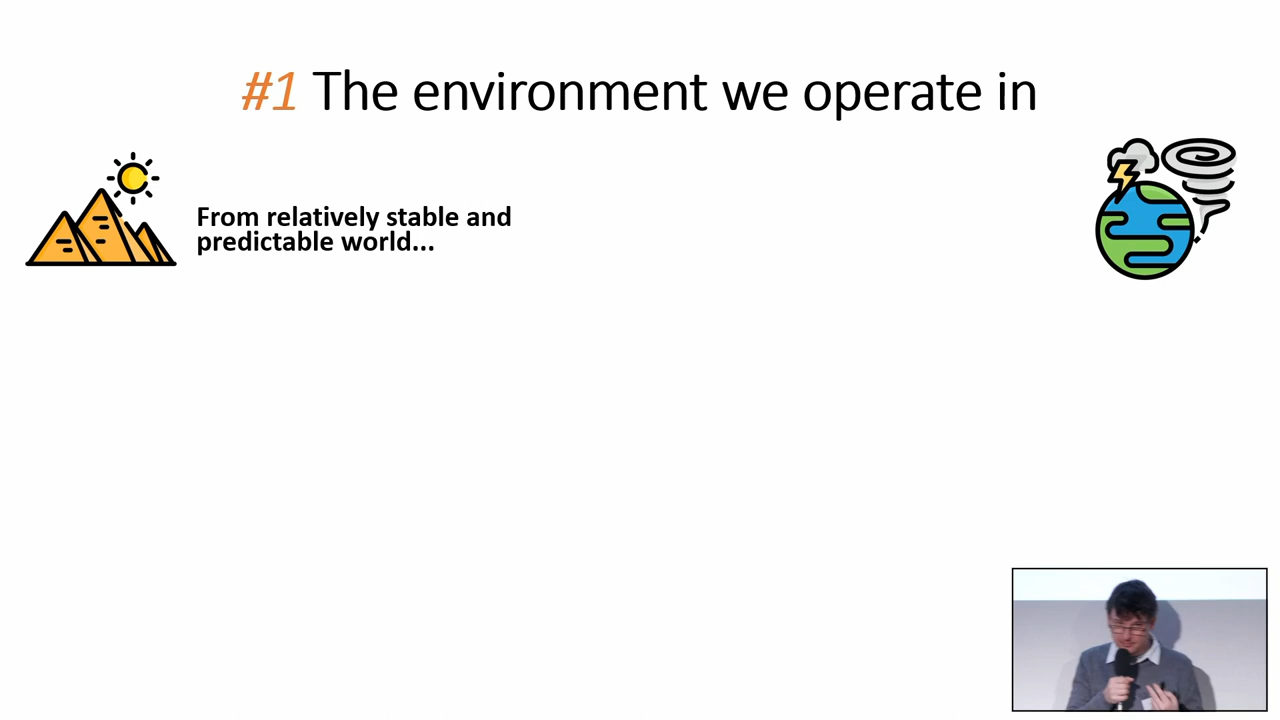 #1 The environment we operate in
From relatively stable and
predictable world...